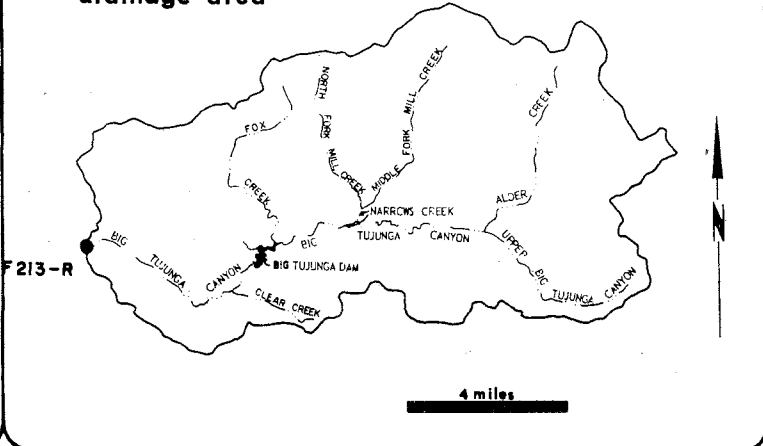 drainage area
NORTH FORK MILL CREEK
MIDDLE FORK MILL CREEK
FOX CREEK
ALDER CREEK
NARROWS CREEK
BIG TUJUNGA CANYON
UPPER BIG TUJUNGA CANYON
BIG TUJUNGA CANYON
F213-R
BIG TUJUNGA DAM
CLEAR CREEK
N
4 miles